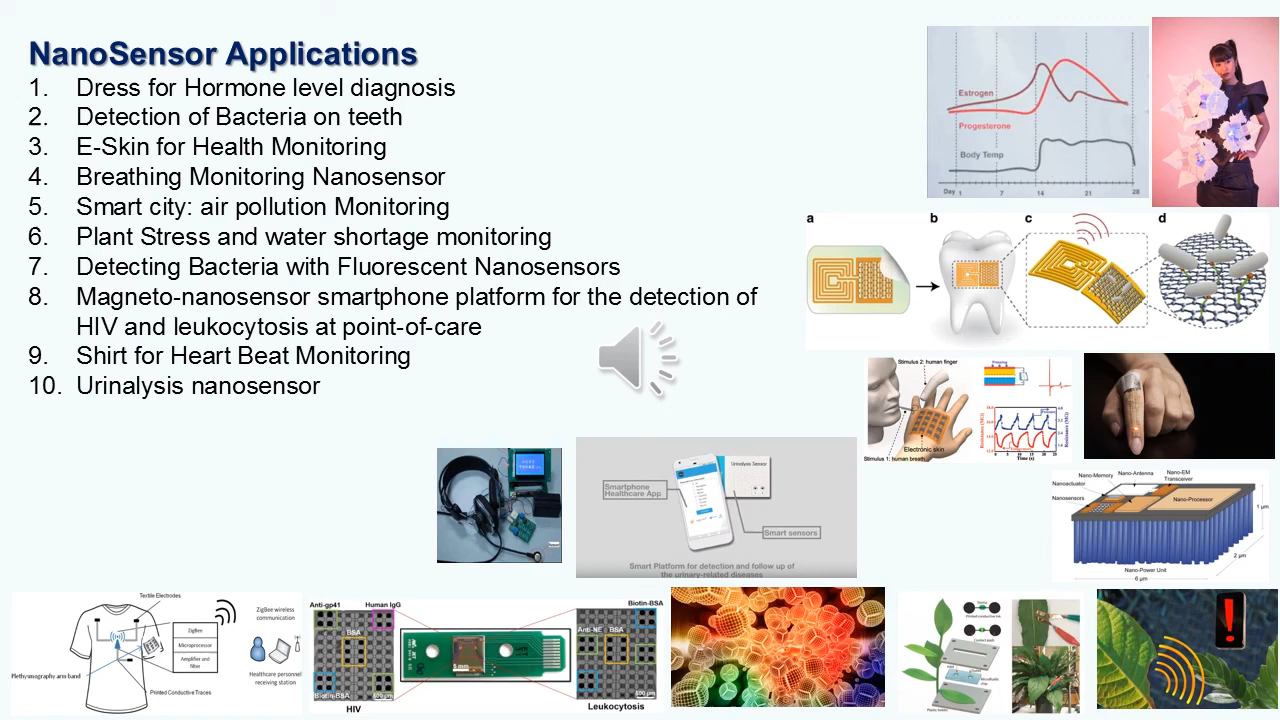 NanoSensor Applications
1. Dress for Hormone level diagnosis
2. Detection of Bacteria on teeth
3. E-Skin for Health Monitoring
4. Breathing Monitoring Nanosensor
5. Smart city: air pollution Monitoring
6. Plant Stress and water shortage monitoring
7. Detecting Bacteria with Fluorescent Nanosensors
8. Magneto-nanosensor smartphone platform for the detection of
HIV and leukocytosis at point-of-care
9. Shirt for Heart Beat Monitoring
10. Urinalysis nanosensor
Estrogen
Progesterone
Body Temp
Day 1 7 14 21 28
a b c d
Stimulus 2: human finger
Electronic skin
Stimulus 1: human breath
Time (s)
Nano-Memory
Nano-Antenna
Nano-EM
Transceiver
Nanoactuator
Nanosensors
Nano-Processor
1 µm
2 µm
Nano-Power Unit
6 µm
Urinalysis Sensor
Smartphone
Healthcare App
Smart sensors
Smart Platform for detection and follow up of
the urinary-related diseases
Textile Electrodes
ZigBee
Microprocessor
Amplifier and
filter
Plethysmography arm band
Printed Conductive Traces
ZigBee wireless
communication
Healthcare personnel
receiving station
Anti-gp41
Human IgG
BSA
Biotin-BSA
HIV
5 mm
Biotin-BSA
Anti-NE
BSA
Leukocytosis